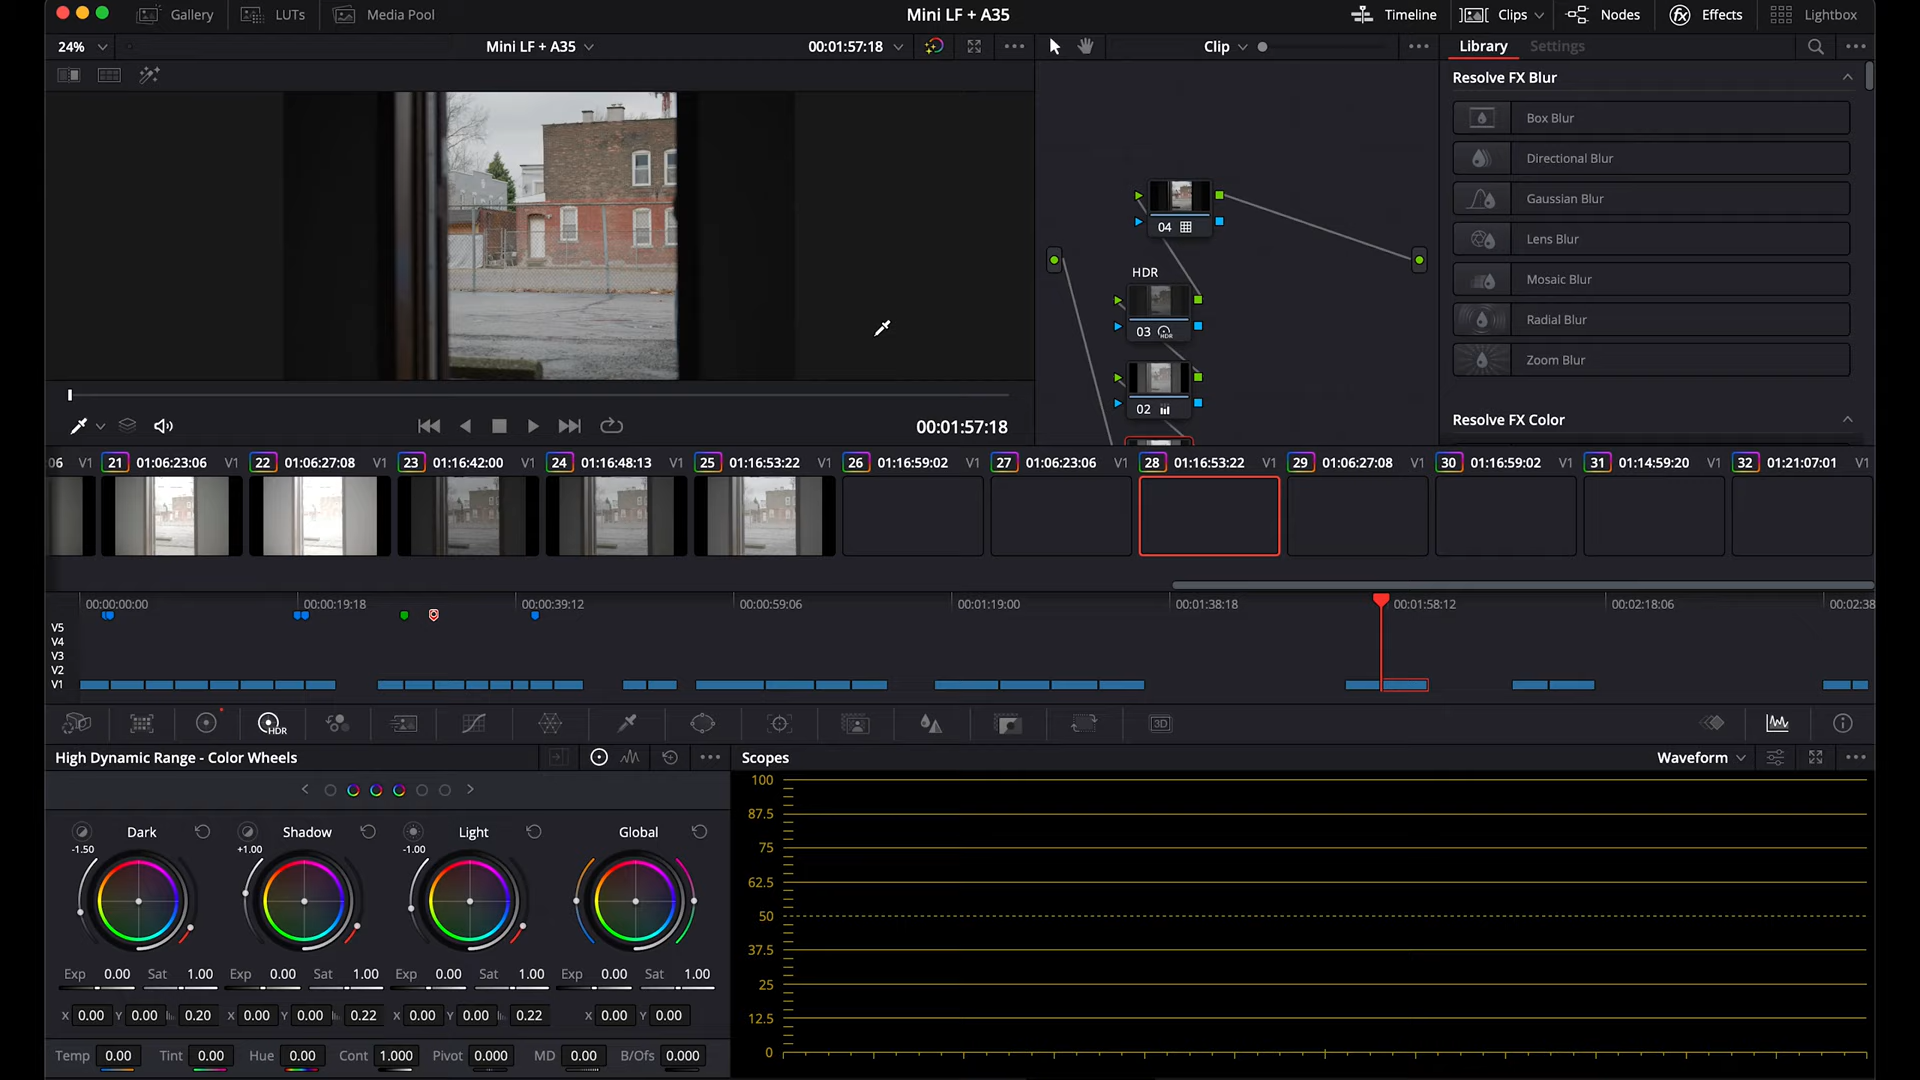 Gallery LUTs Media Pool Mini LF + A35 Timeline Clips Nodes Effects Lightbox
24% Mini LF + A35 00:01:57:18 Clip Library Settings
Resolve FX Blur
Box Blur
Directional Blur
Gaussian Blur
Lens Blur
Mosaic Blur
Radial Blur
Zoom Blur
Resolve FX Color
04
HDR
03 HDR
02
00:01:57:18
06 V1 21 01:06:23:06 V1 22 01:06:27:08 V1 23 01:16:42:00 V1 24 01:16:48:13 V1 25 01:16:53:22 V1 26 01:16:59:02 V1 27 01:06:23:06 V1 28 01:16:53:22 V1 29 01:06:27:08 V1 30 01:16:59:02 V1 31 01:14:59:20 V1 32 01:21:07:01 V1
00:00:00:00 00:00:19:18 00:00:39:12 00:00:59:06 00:01:19:00 00:01:38:18 00:01:58:12 00:02:18:06 00:02:38
V5
V4
V3
V2
V1
HDR 3D
High Dynamic Range - Color Wheels
Dark Shadow Light Global
-1.50 +1.00 -1.00
Exp 0.00 Sat 1.00 Exp 0.00 Sat 1.00 Exp 0.00 Sat 1.00 Exp 0.00 Sat 1.00
X 0.00 Y 0.00 0.20 X 0.00 Y 0.00 0.22 X 0.00 Y 0.00 0.22 X 0.00 Y 0.00
Temp 0.00 Tint 0.00 Hue 0.00 Cont 1.000 Pivot 0.000 MD 0.00 B/Ofs 0.000
Scopes Waveform
100
87.5
75
62.5
50
37.5
25
12.5
0